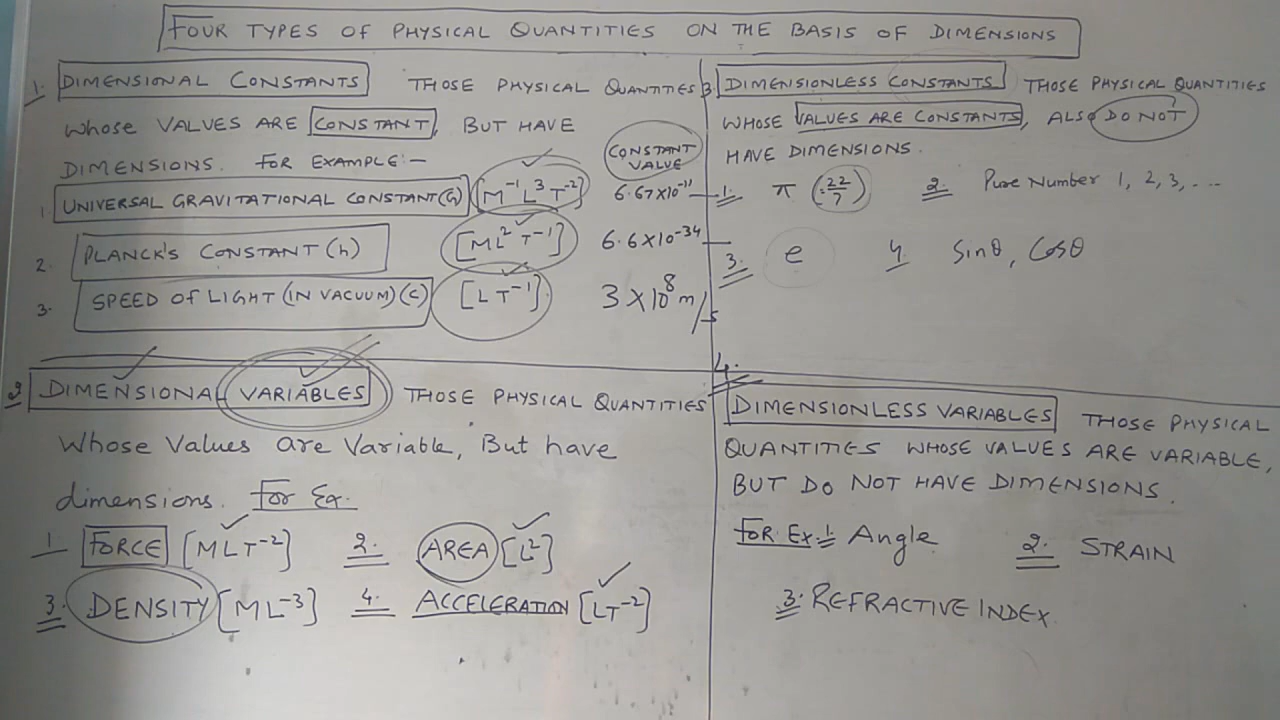 FOUR TYPES OF PHYSICAL QUANTITIES ON THE BASIS OF DIMENSIONS
1. DIMENSIONAL CONSTANTS THOSE PHYSICAL QUANTITIES
WHOSE VALUES ARE CONSTANT, BUT HAVE
DIMENSIONS. FOR EXAMPLE:-
CONSTANT VALUE
1. UNIVERSAL GRAVITATIONAL CONSTANT(G) [M⁻¹L³T⁻²] 6.67×10⁻¹¹
2. PLANCK'S CONSTANT (h) [ML²T⁻¹] 6.6×10⁻³⁴
3. SPEED OF LIGHT (IN VACUUM) (C) [LT⁻¹]. 3×10⁸m/s
2 DIMENSIONAL VARIABLES THOSE PHYSICAL QUANTITIES
Whose Values are Variable, But have
dimensions. For Ex.
1. FORCE [MLT⁻²] 2. AREA [L²]
3. DENSITY [ML⁻³] 4. ACCELERATION [LT⁻²]
3. DIMENSIONLESS CONSTANTS THOSE PHYSICAL QUANTITIES
WHOSE VALUES ARE CONSTANTS, ALSO DO NOT
HAVE DIMENSIONS.
1. π (22/7) 2. Pure Number 1, 2, 3, ...
3. e 4 Sinθ, Cosθ
4. DIMENSIONLESS VARIABLES THOSE PHYSICAL
QUANTITIES WHOSE VALUES ARE VARIABLE,
BUT DO NOT HAVE DIMENSIONS.
For Ex. 1. Angle 2. STRAIN
3. REFRACTIVE INDEX.